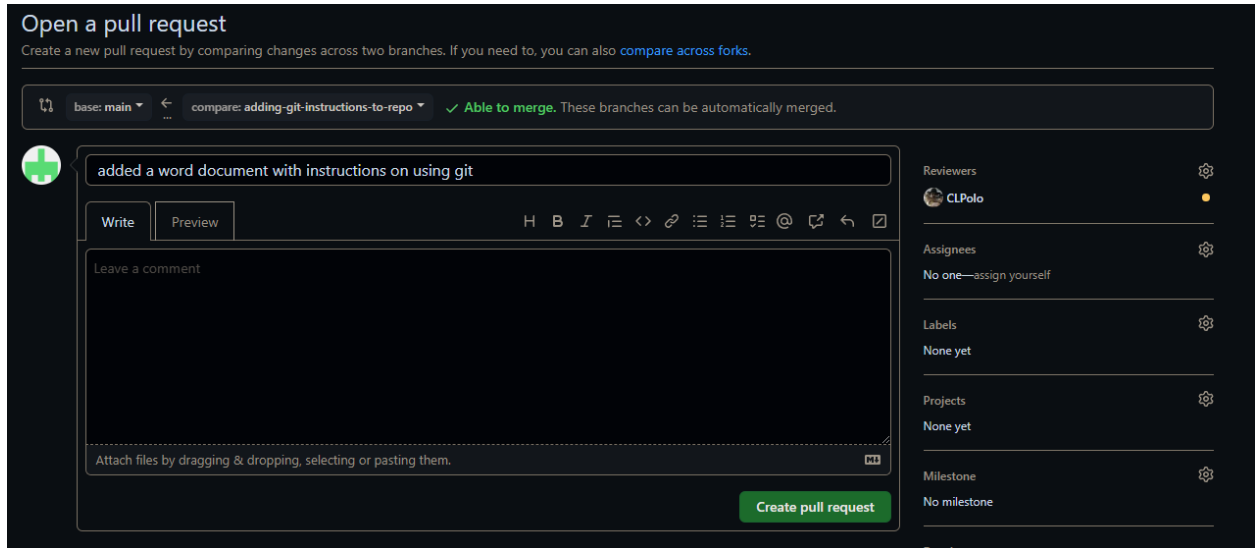 Open a pull request
Create a new pull request by comparing changes across two branches. If you need to, you can also compare across forks.
base: main
compare: adding-git-instructions-to-repo
Able to merge. These branches can be automatically merged.
added a word document with instructions on using git
Write
Preview
Leave a comment
Attach files by dragging & dropping, selecting or pasting them.
Create pull request
Reviewers
CLPolo
Assignees
No one—assign yourself
Labels
None yet
Projects
None yet
Milestone
No milestone